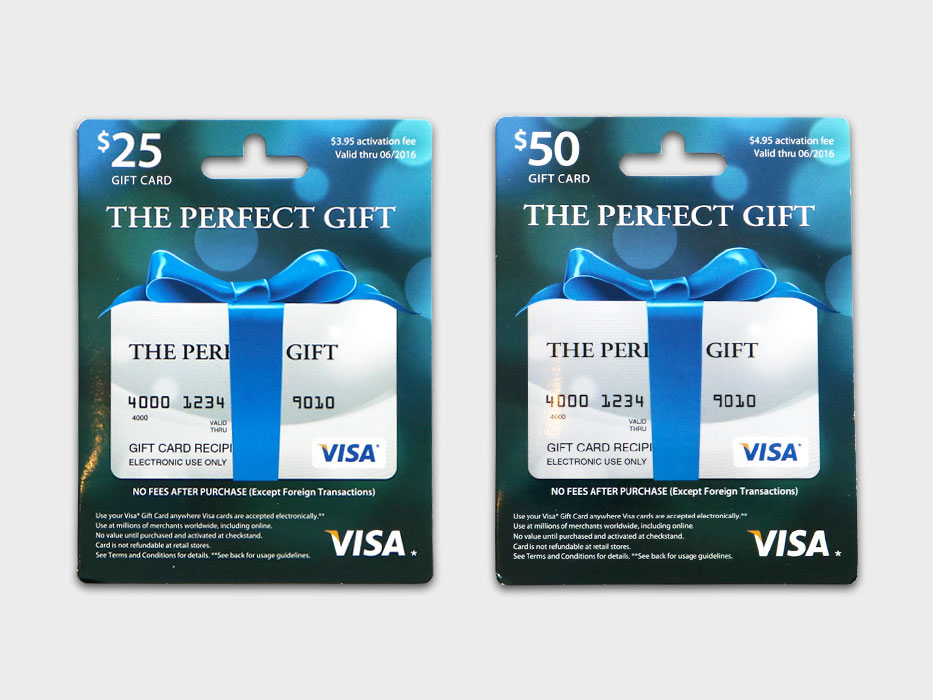 $25
GIFT CARD
$3.95 activation fee
Valid thru 06/2016
THE PERFECT GIFT
THE PERF GIFT
4000 1234 9010
4000
VALID
THRU
GIFT CARD RECIPI
ELECTRONIC USE ONLY
VISA
NO FEES AFTER PURCHASE (Except Foreign Transactions)
Use your Visa® Gift Card anywhere Visa cards are accepted electronically.**
Use at millions of merchants worldwide, including online.
No value until purchased and activated at checkstand.
Card is not refundable at retail stores.
See Terms and Conditions for details. **See back for usage guidelines.
VISA
$50
GIFT CARD
$4.95 activation fee
Valid thru 06/2016
THE PERFECT GIFT
THE PERF GIFT
4000 1234 9010
4000
VALID
THRU
GIFT CARD RECIPI
ELECTRONIC USE ONLY
VISA
NO FEES AFTER PURCHASE (Except Foreign Transactions)
Use your Visa® Gift Card anywhere Visa cards are accepted electronically.**
Use at millions of merchants worldwide, including online.
No value until purchased and activated at checkstand.
Card is not refundable at retail stores.
See Terms and Conditions for details. **See back for usage guidelines.
VISA